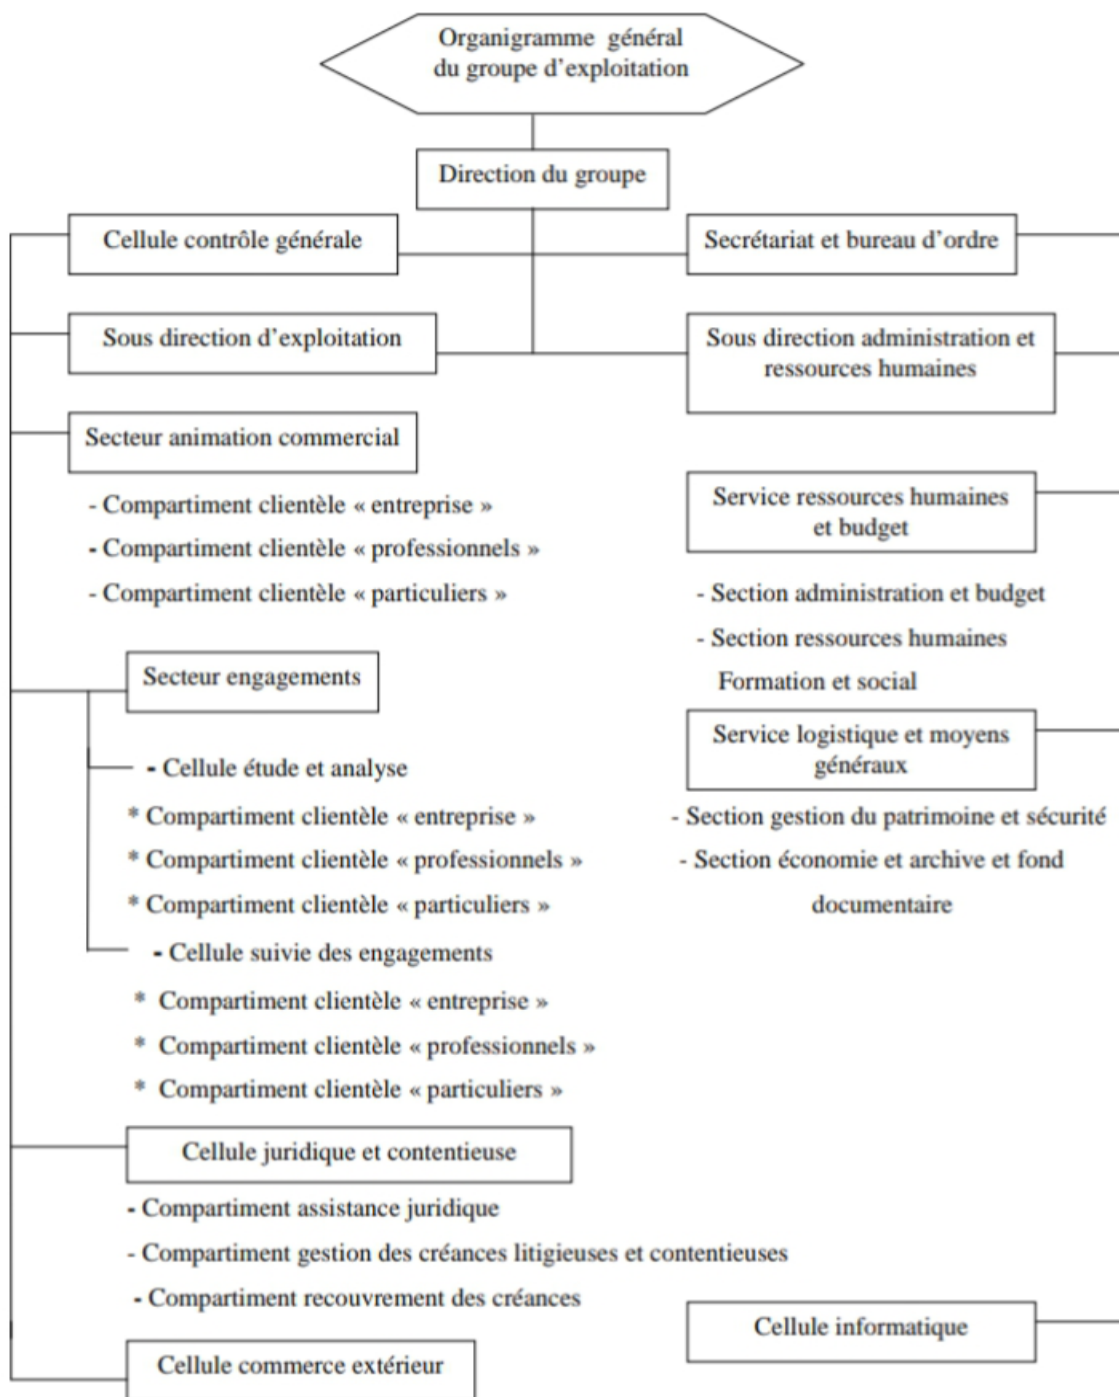 Organigramme général
du groupe d'exploitation
Direction du groupe
Cellule contrôle générale
Secrétariat et bureau d'ordre
Sous direction d'exploitation
Sous direction administration et
ressources humaines
Secteur animation commercial
- Compartiment clientèle « entreprise »
- Compartiment clientèle « professionnels »
- Compartiment clientèle « particuliers »
Service ressources humaines
et budget
- Section administration et budget
- Section ressources humaines
Formation et social
Secteur engagements
- Cellule étude et analyse
* Compartiment clientèle « entreprise »
* Compartiment clientèle « professionnels »
* Compartiment clientèle « particuliers »
- Cellule suivie des engagements
* Compartiment clientèle « entreprise »
* Compartiment clientèle « professionnels »
* Compartiment clientèle « particuliers »
Service logistique et moyens
généraux
- Section gestion du patrimoine et sécurité
- Section économie et archive et fond
documentaire
Cellule juridique et contentieuse
- Compartiment assistance juridique
- Compartiment gestion des créances litigieuses et contentieuses
- Compartiment recouvrement des créances
Cellule informatique
Cellule commerce extérieur